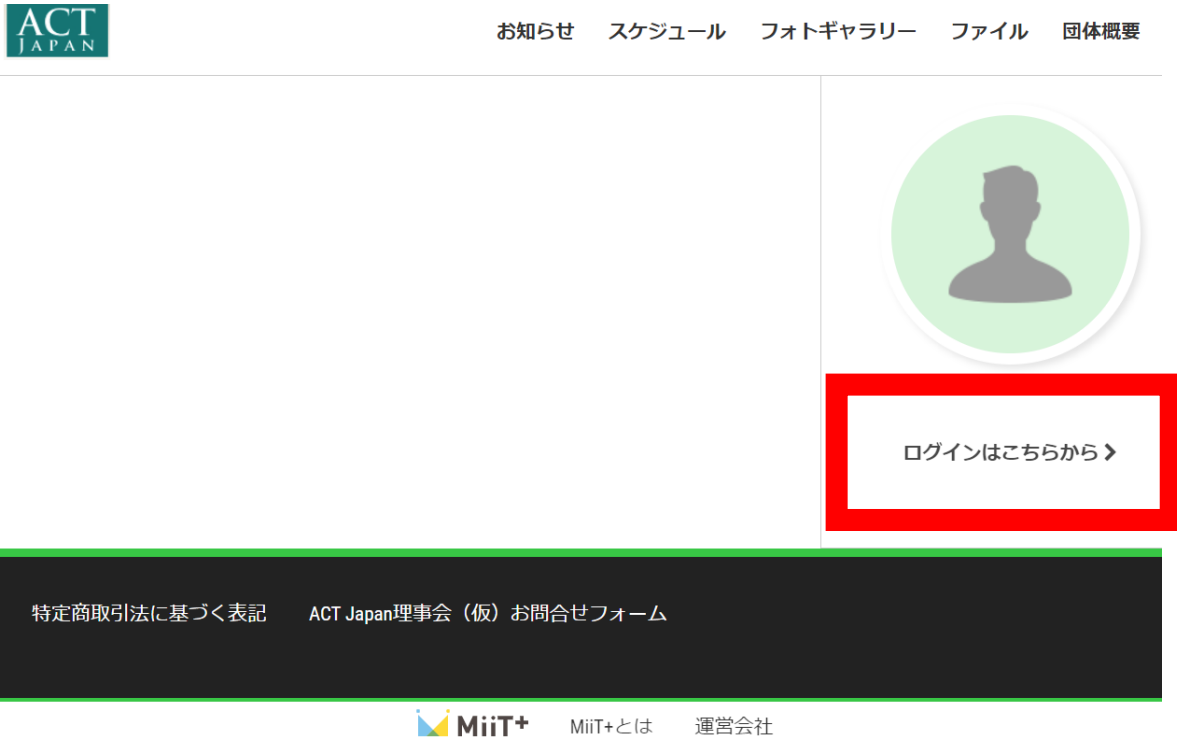 ACT
JAPAN
お知らせ スケジュール フォトギャラリー ファイル 団体概要
ログインはこちらから
特定商取引法に基づく表記 ACT Japan理事会（仮）お問合せフォーム
MiiT+ MiiT+とは 運営会社